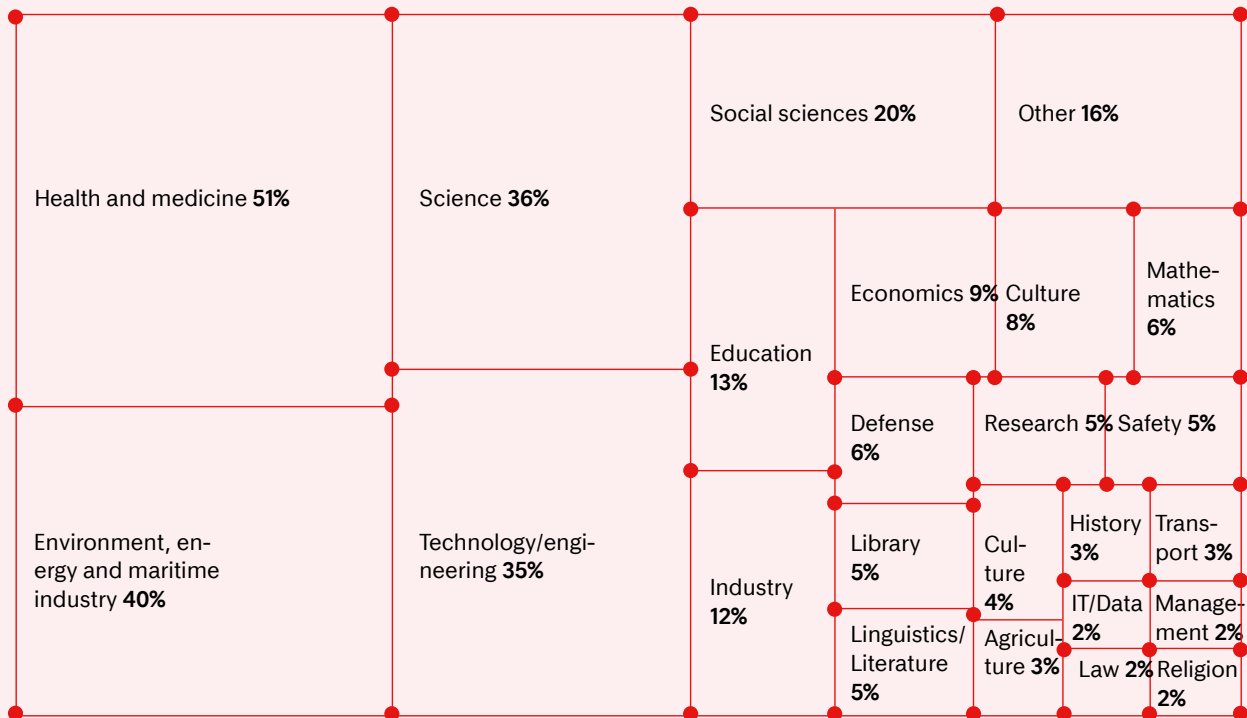 Health and medicine 51%
Environment, en-
ergy and maritime
industry 40%
Science 36%
Technology/engi-
neering 35%
Social sciences 20%
Other 16%
Education
13%
Industry
12%
Economics 9%
Culture
8%
Mathe-
matics
6%
Defense
6%
Research 5%
Safety 5%
Library
5%
Linguistics/
Literature
5%
Cul-
ture
4%
Agricul-
ture 3%
History
3%
Trans-
port 3%
IT/Data
2%
Manage-
ment 2%
Law 2%
Religion
2%